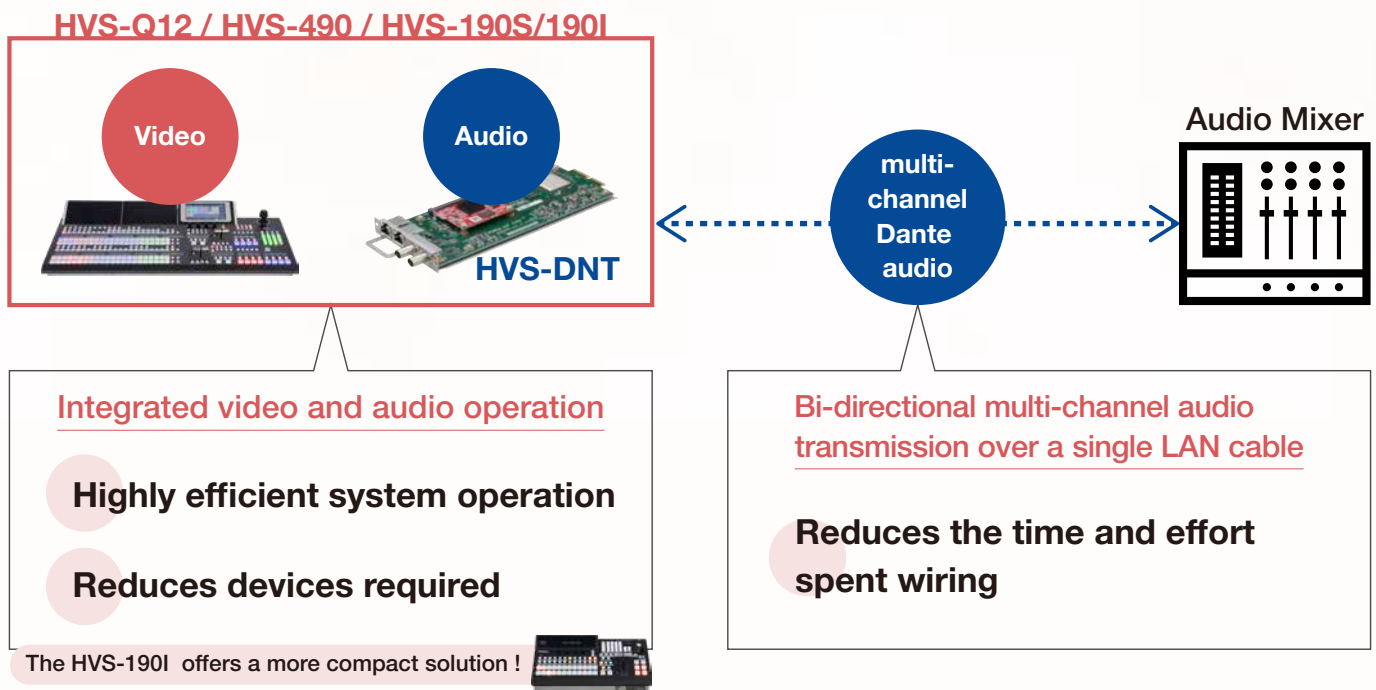 HVS-Q12 / HVS-490 / HVS-190S/190I
Video
Audio
HVS-DNT
multi-
channel
Dante
audio
Audio Mixer
Integrated video and audio operation
Highly efficient system operation
Reduces devices required
The HVS-190I offers a more compact solution !
Bi-directional multi-channel audio
transmission over a single LAN cable
Reduces the time and effort
spent wiring